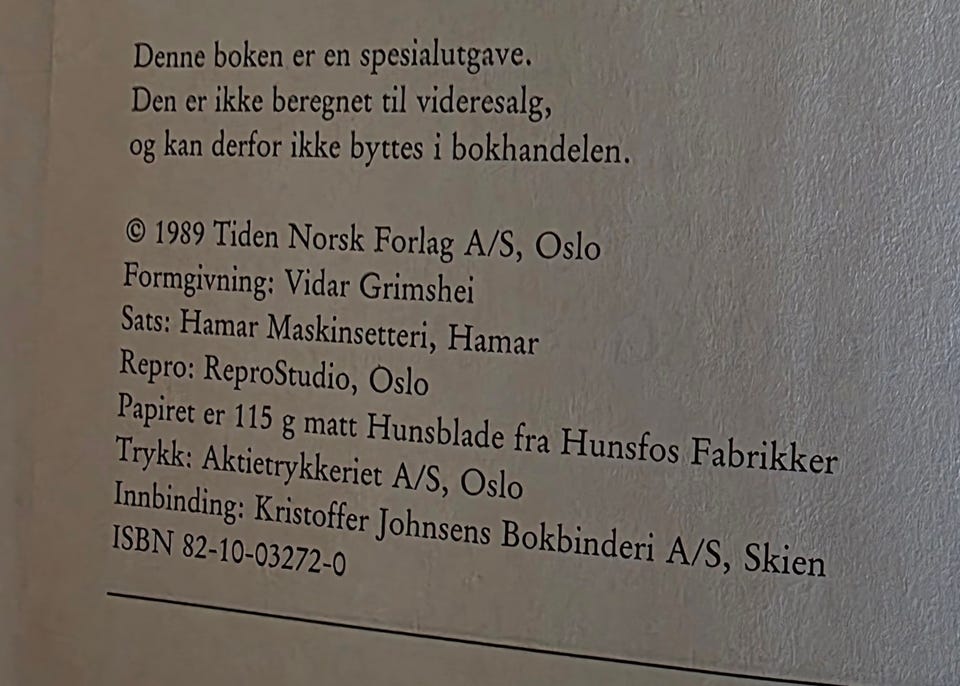 Denne boken er en spesialutgave.
Den er ikke beregnet til videresalg,
og kan derfor ikke byttes i bokhandelen.
© 1989 Tiden Norsk Forlag A/S, Oslo
Formgivning: Vidar Grimshei
Sats: Hamar Maskinsetteri, Hamar
Repro: ReproStudio, Oslo
Papiret er 115 g matt Hunsblade fra Hunsfos Fabrikker
Trykk: Aktietrykkeriet A/S, Oslo
Innbinding: Kristoffer Johnsens Bokbinderi A/S, Skien
ISBN 82-10-03272-0